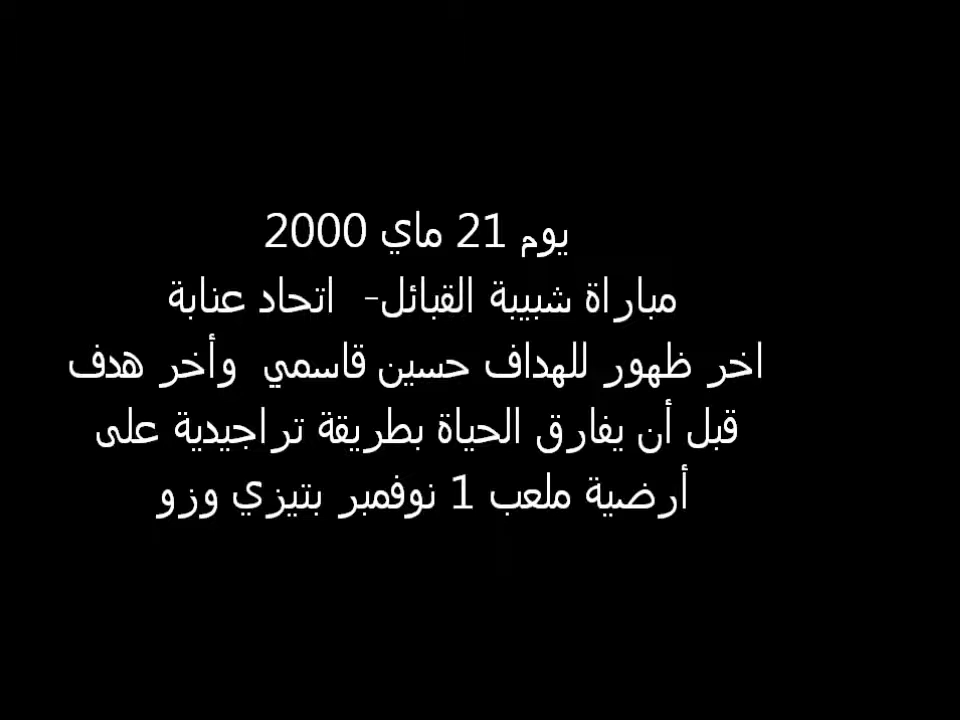 يوم 21 ماي 2000
مباراة شبيبة القبائل-  اتحاد عنابة
اخر ظهور للهداف حسين قاسمي  وأخر هدف
قبل أن يفارق الحياة بطريقة تراجيدية على
أرضية ملعب 1 نوفمبر بتيزي وزو